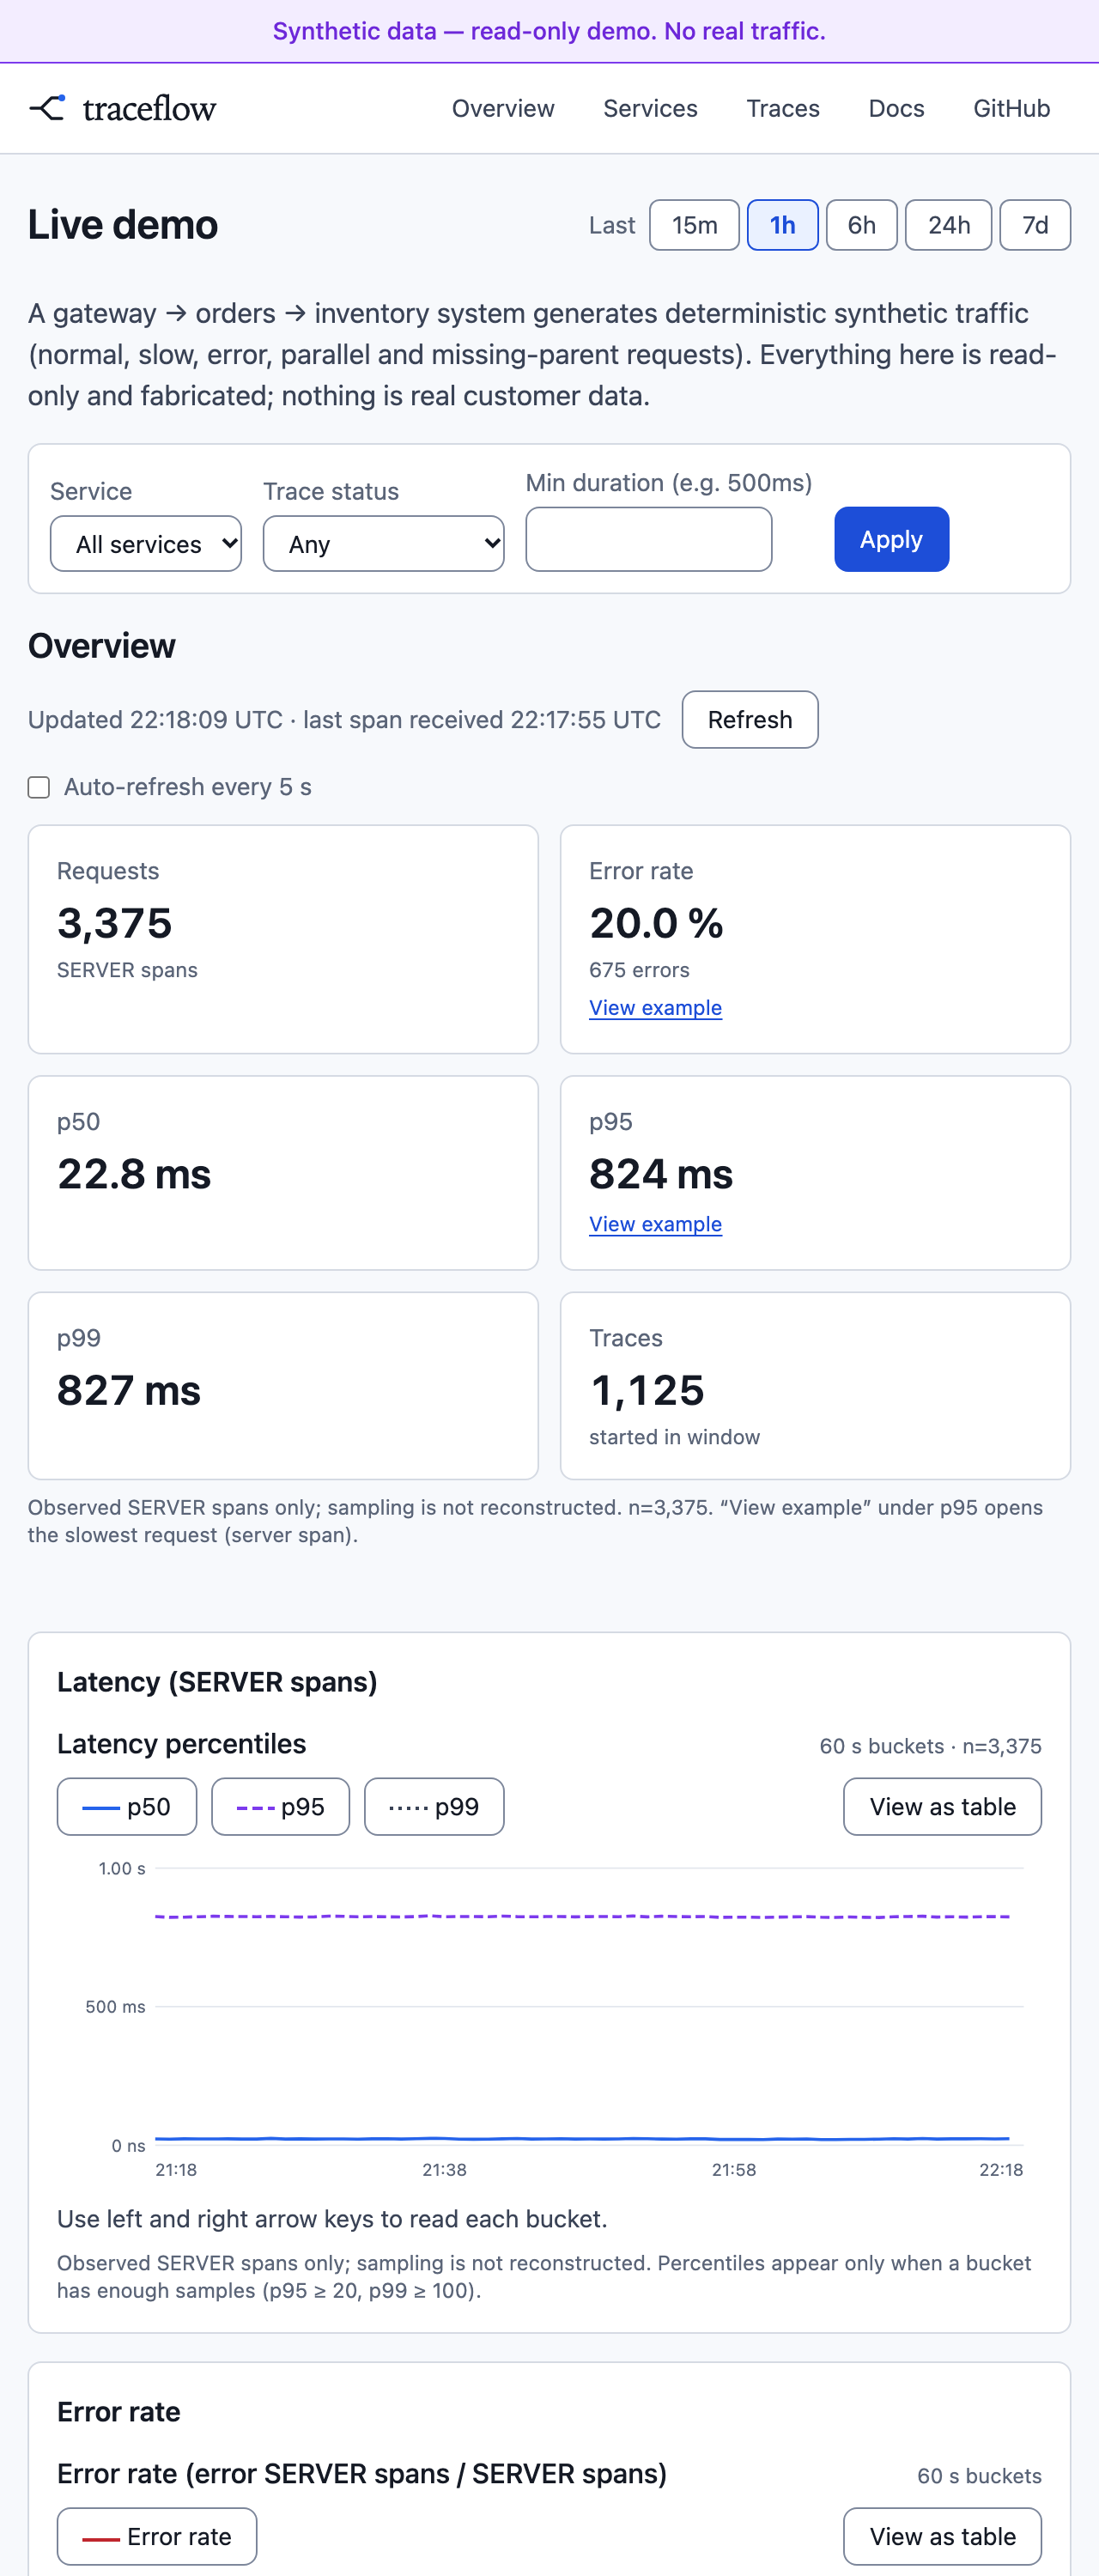 Synthetic data — read-only demo. No real traffic.
traceflow
Overview Services Traces Docs GitHub
Live demo
Last 15m 1h 6h 24h 7d
A gateway → orders → inventory system generates deterministic synthetic traffic
(normal, slow, error, parallel and missing-parent requests). Everything here is read-
only and fabricated; nothing is real customer data.
Service Trace status Min duration (e.g. 500ms)
All services Any Apply
Overview
Updated 22:18:09 UTC · last span received 22:17:55 UTC Refresh
Auto-refresh every 5 s
Requests
3,375
SERVER spans
Error rate
20.0 %
675 errors
View example
p50
22.8 ms
p95
824 ms
View example
p99
827 ms
Traces
1,125
started in window
Observed SERVER spans only; sampling is not reconstructed. n=3,375. “View example” under p95 opens
the slowest request (server span).
Latency (SERVER spans)
Latency percentiles 60 s buckets · n=3,375
p50 p95 p99 View as table
1.00 s
500 ms
0 ns
21:18 21:38 21:58 22:18
Use left and right arrow keys to read each bucket.
Observed SERVER spans only; sampling is not reconstructed. Percentiles appear only when a bucket
has enough samples (p95 ≥ 20, p99 ≥ 100).
Error rate
Error rate (error SERVER spans / SERVER spans) 60 s buckets
Error rate View as table